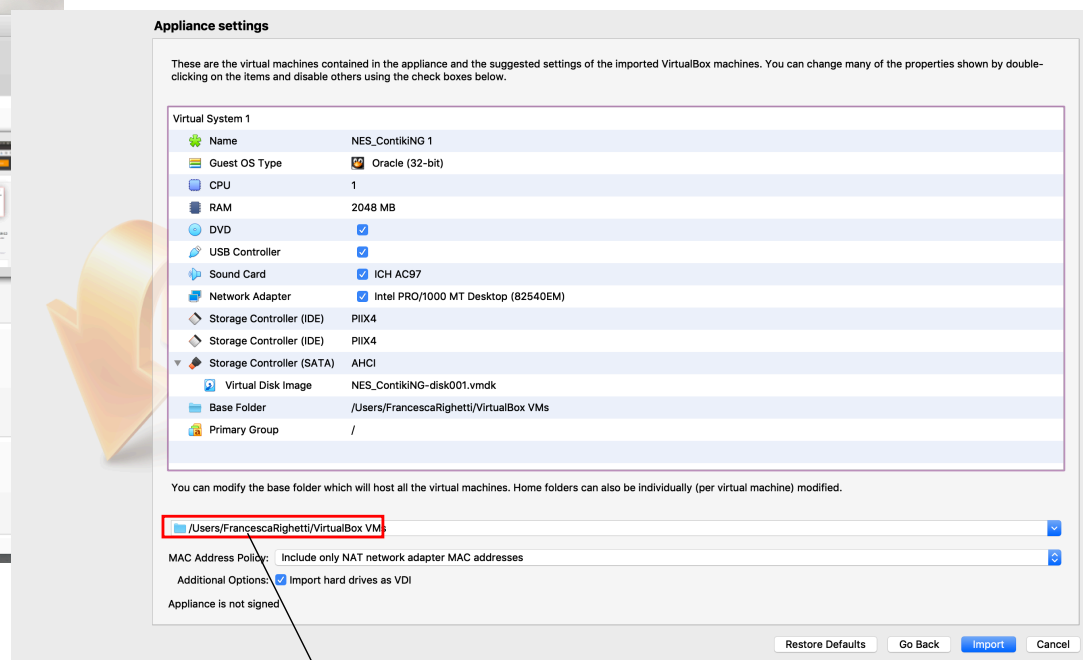 Appliance settings
These are the virtual machines contained in the appliance and the suggested settings of the imported VirtualBox machines. You can change many of the properties shown by double-
clicking on the items and disable others using the check boxes below.
Virtual System 1
Name NES_ContikiNG 1
Guest OS Type Oracle (32-bit)
CPU 1
RAM 2048 MB
DVD
USB Controller
Sound Card ICH AC97
Network Adapter Intel PRO/1000 MT Desktop (82540EM)
Storage Controller (IDE) PIIX4
Storage Controller (IDE) PIIX4
Storage Controller (SATA) AHCI
Virtual Disk Image NES_ContikiNG-disk001.vmdk
Base Folder /Users/FrancescaRighetti/VirtualBox VMs
Primary Group /
You can modify the base folder which will host all the virtual machines. Home folders can also be individually (per virtual machine) modified.
/Users/FrancescaRighetti/VirtualBox VMs
MAC Address Policy: Include only NAT network adapter MAC addresses
Additional Options: Import hard drives as VDI
Appliance is not signed
Restore Defaults Go Back Import Cancel